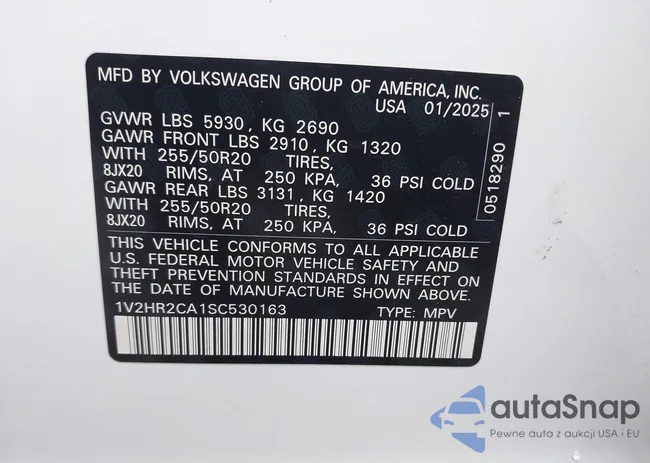 MFD BY VOLKSWAGEN GROUP OF AMERICA, INC.
USA 01/2025
GVWR LBS 5930, KG 2690
GAWR FRONT LBS 2910, KG 1320
WITH 255/50R20 TIRES,
8JX20 RIMS, AT 250 KPA, 36 PSI COLD
GAWR REAR LBS 3131, KG 1420
WITH 255/50R20 TIRES,
8JX20 RIMS, AT 250 KPA, 36 PSI COLD
THIS VEHICLE CONFORMS TO ALL APPLICABLE
U.S. FEDERAL MOTOR VEHICLE SAFETY AND
THEFT PREVENTION STANDARDS IN EFFECT ON
THE DATE OF MANUFACTURE SHOWN ABOVE.
1V2HR2CA1SC530163 TYPE: MPV
0518290 1
autaSnap
Pewne auta z aukcji USA i EU